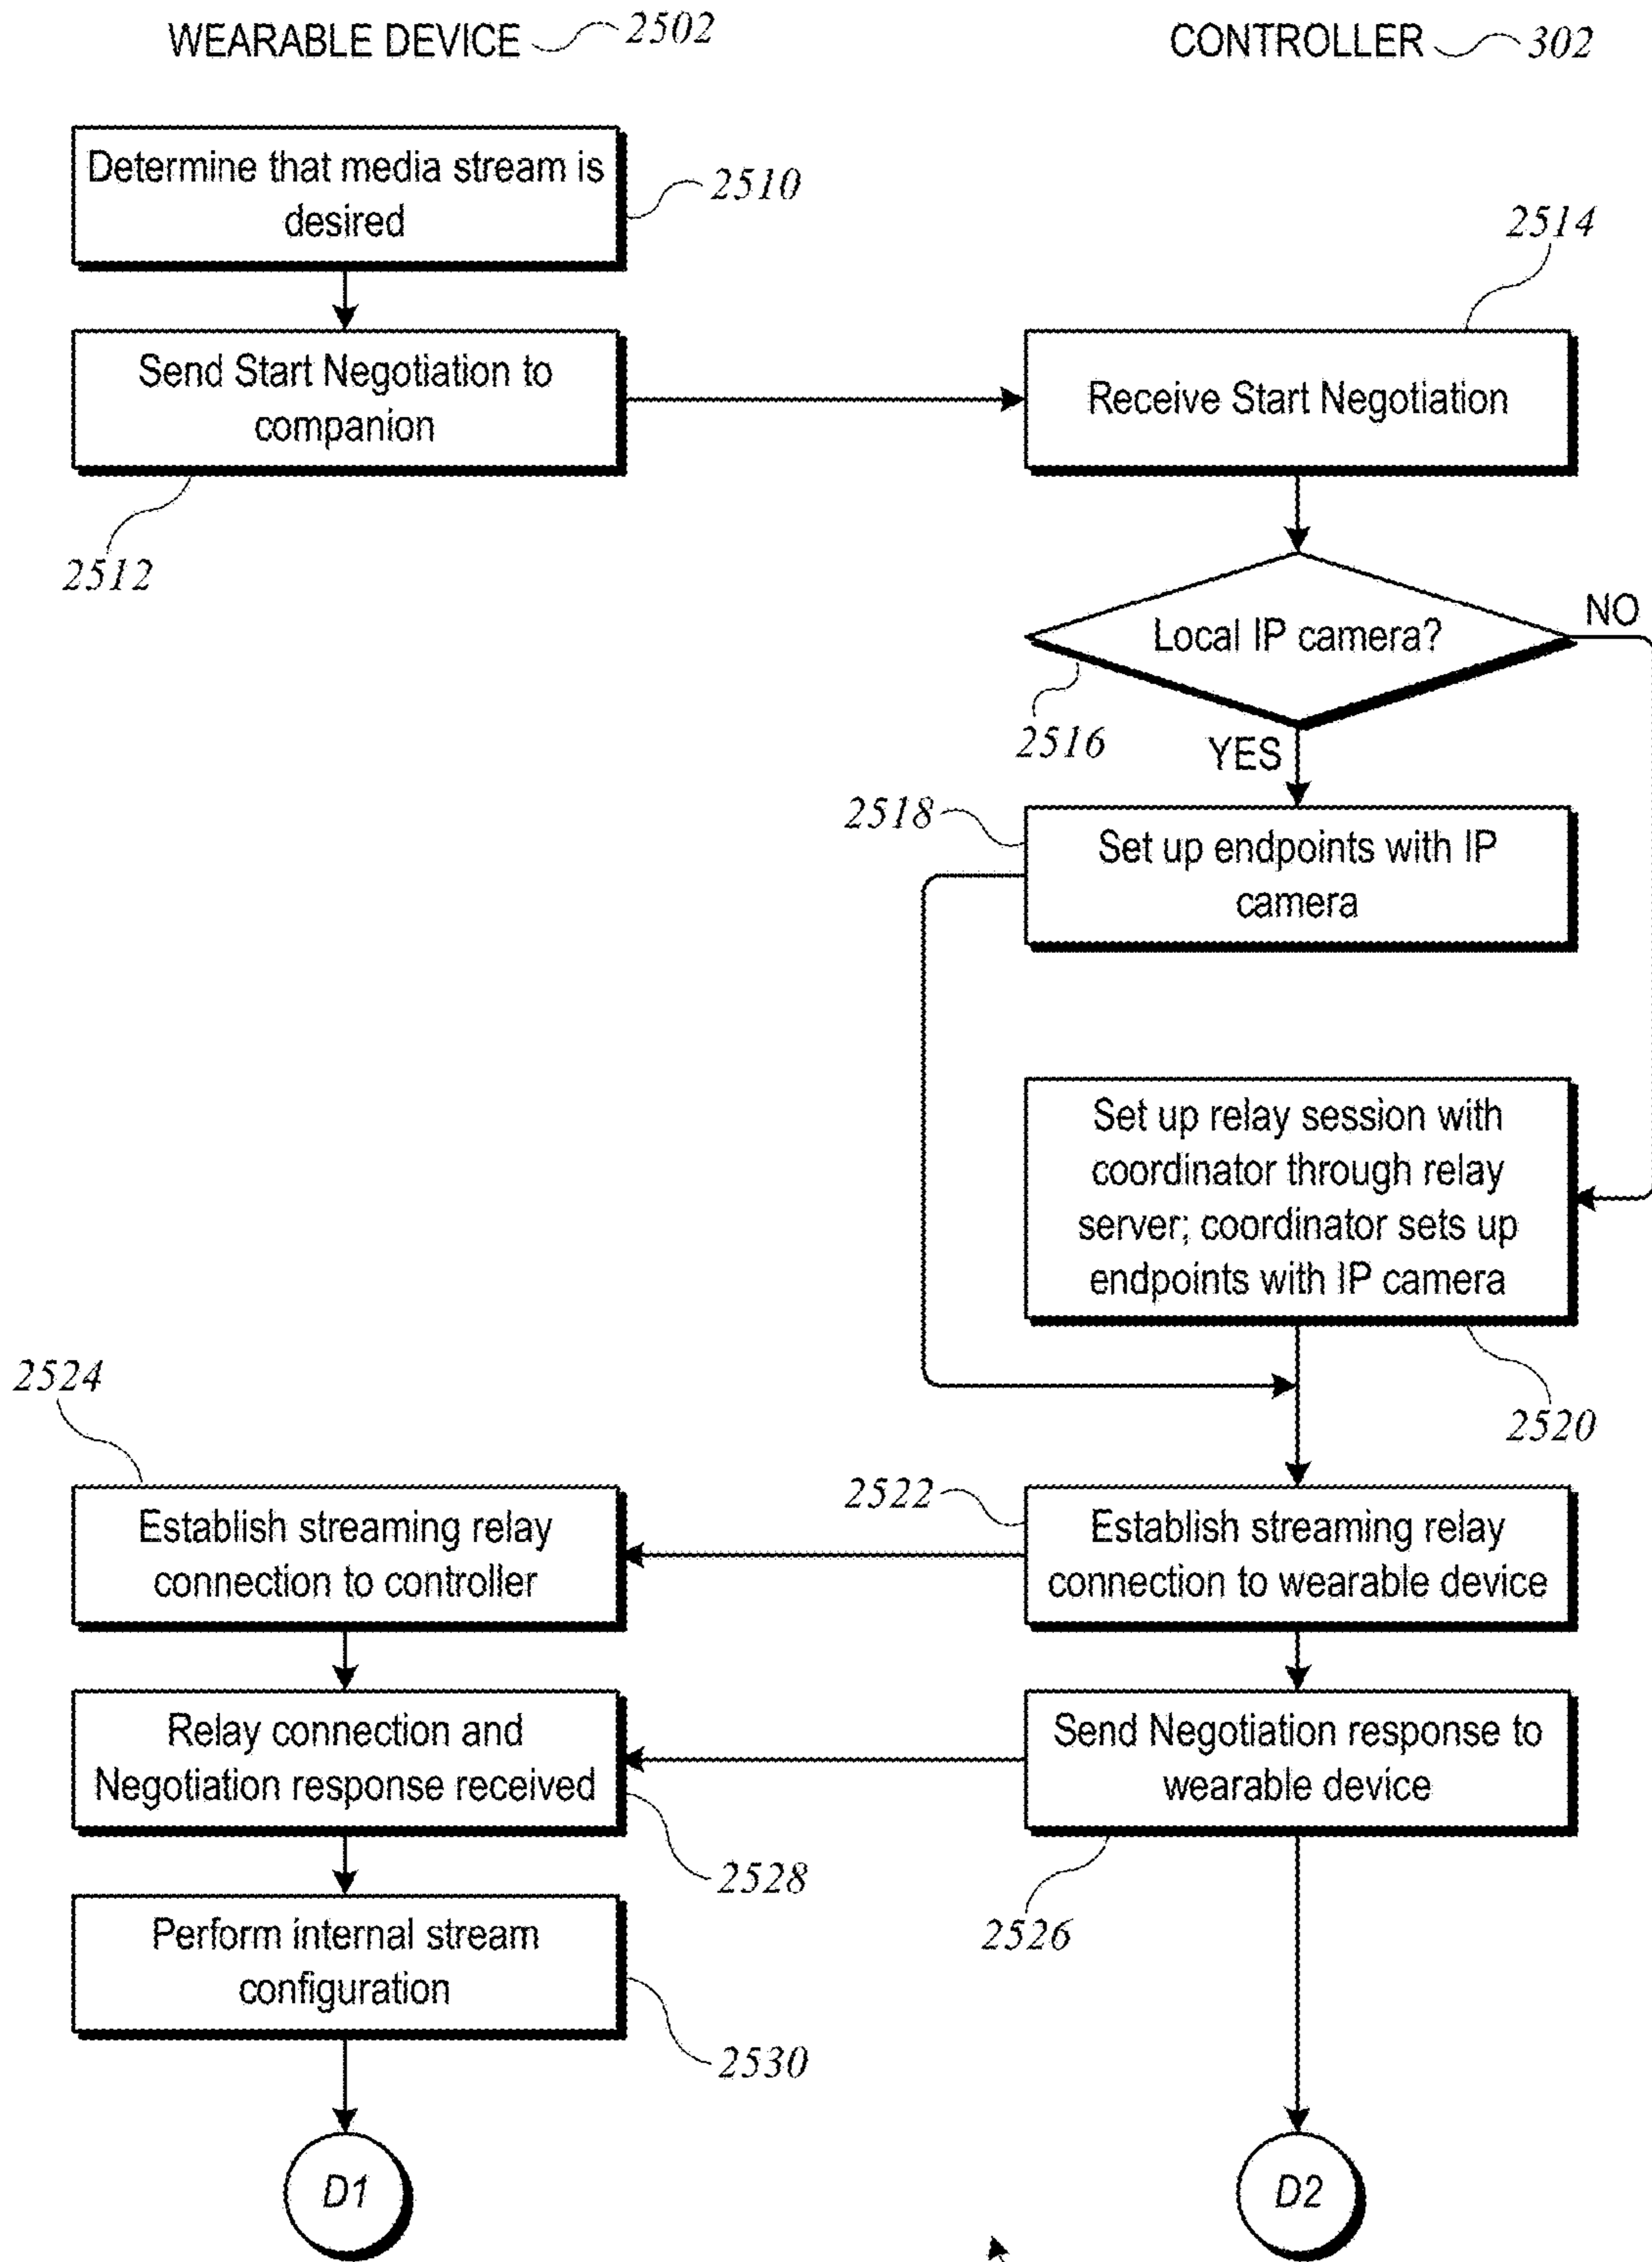 WEARABLE DEVICE 2502
CONTROLLER 302
Determine that media stream is
desired
2510
2514
Send Start Negotiation to
companion
2512
Receive Start Negotiation
Local IP camera?
NO
2516
YES
2518
Set up endpoints with IP
camera
Set up relay session with
coordinator through relay
server; coordinator sets up
endpoints with IP camera
2520
2524
2522
Establish streaming relay
connection to controller
Establish streaming relay
connection to wearable device
Relay connection and
Negotiation response received
2528
Send Negotiation response to
wearable device
2526
Perform internal stream
configuration
2530
D1
D2